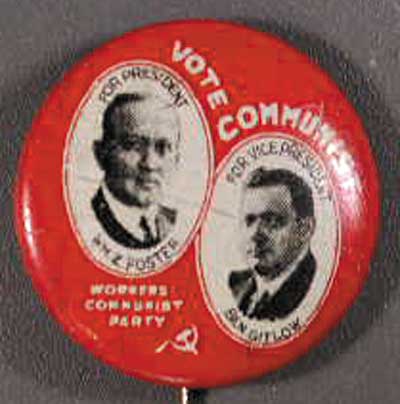 VOTE COMMUNIST
FOR PRESIDENT
WM. Z. FOSTER
FOR VICE PRESIDENT
BEN GITLOW
WORKERS
COMMUNIST
PARTY